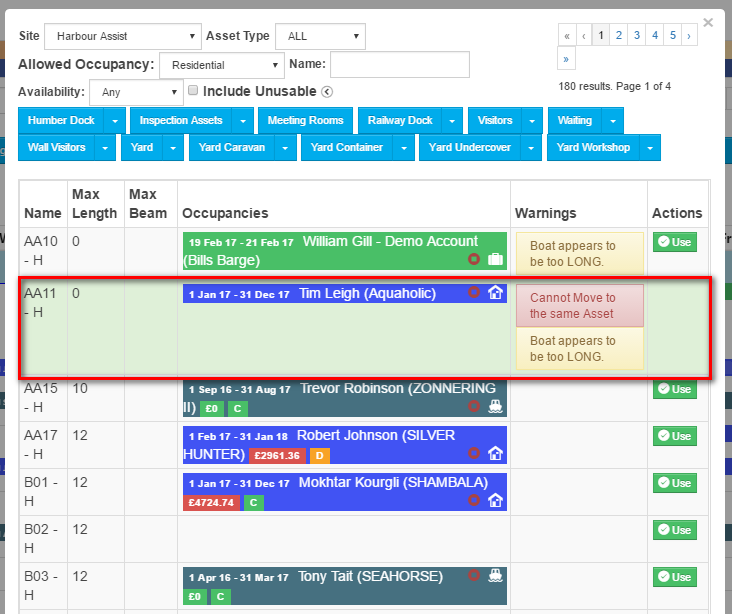 ×
Site Harbour Assist Asset Type ALL
« ‹ 1 2 3 4 5 ›
»
Allowed Occupancy: Residential Name:
Availability: Any Include Unusable
180 results. Page 1 of 4
Humber Dock Inspection Assets Meeting Rooms Railway Dock Visitors Waiting
Wall Visitors Yard Yard Caravan Yard Container Yard Undercover Yard Workshop
Name Max Length Max Beam Occupancies Warnings Actions
AA10 - H 0 19 Feb 17 - 21 Feb 17 William Gill - Demo Account
(Bills Barge)
Boat appears to
be too LONG.
Use
AA11 - H 0 1 Jan 17 - 31 Dec 17 Tim Leigh (Aquaholic)
Cannot Move to
the same Asset
Boat appears to
be too LONG.
AA15 - H 10 1 Sep 16 - 31 Aug 17 Trevor Robinson (ZONNERING
II) £0 C
Use
AA17 - H 12 1 Feb 17 - 31 Jan 18 Robert Johnson (SILVER
HUNTER) £2961.36 D
Use
B01 - H 12 1 Jan 17 - 31 Dec 17 Mokhtar Kourgli (SHAMBALA)
£4724.74 C
Use
B02 - H 12
Use
B03 - H 12 1 Apr 16 - 31 Mar 17 Tony Tait (SEAHORSE)
£0 C
Use